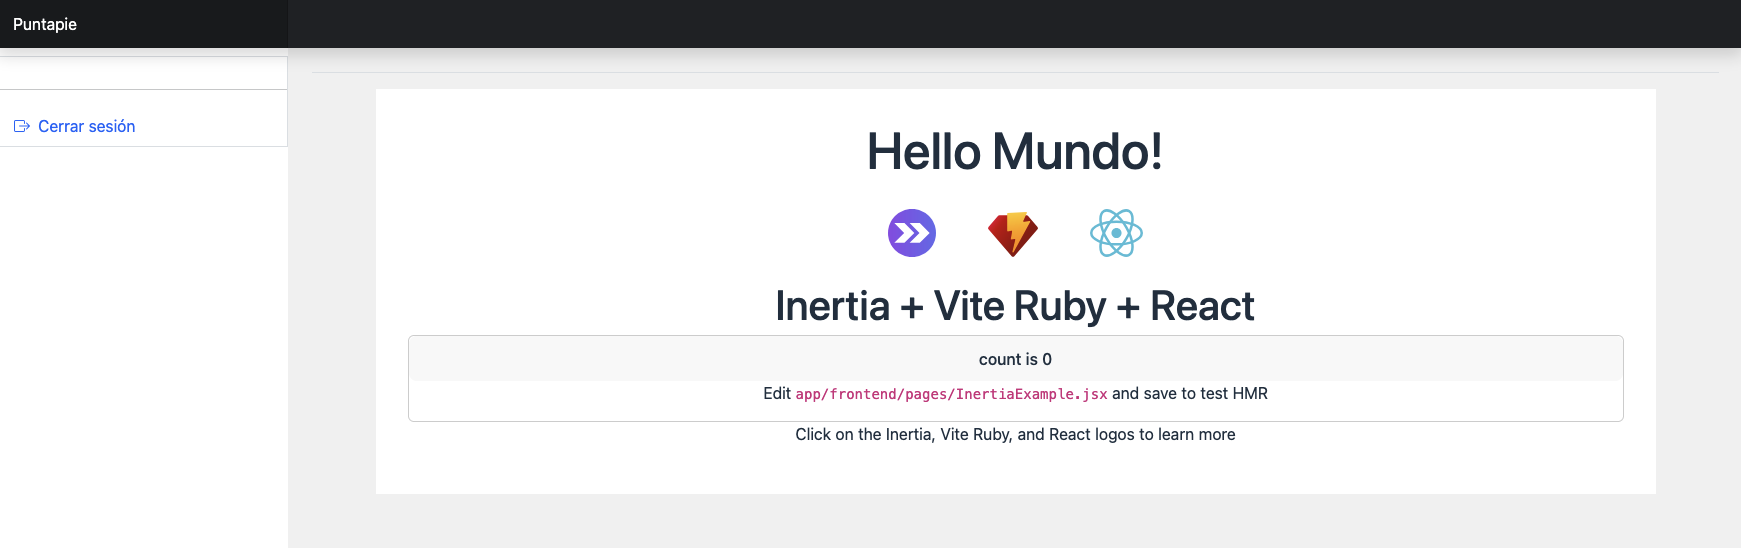 Puntapie
Cerrar sesión
Hello Mundo!
Inertia + Vite Ruby + React
count is 0
Edit app/frontend/pages/InertiaExample.jsx and save to test HMR
Click on the Inertia, Vite Ruby, and React logos to learn more